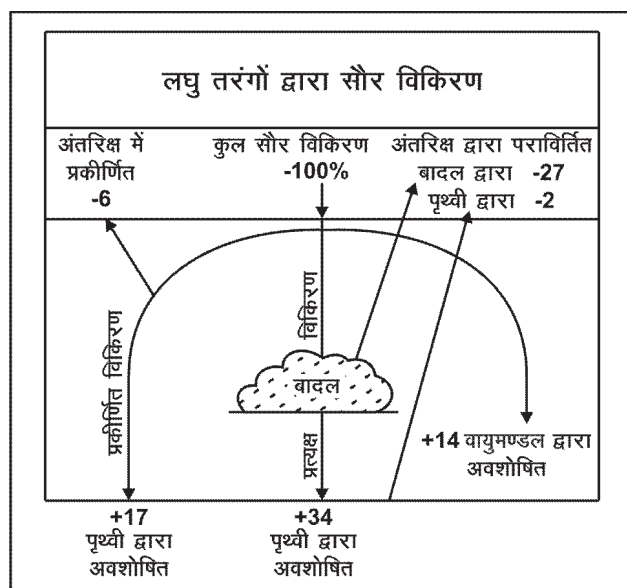 लघु तरंगों द्वारा सौर विकिरण
अंतरिक्ष में
प्रकीर्णित
-6
कुल सौर विकिरण
-100%
अंतरिक्ष द्वारा परावि‍र्तित
बादल द्वारा -27
पृथ्वी द्वारा -2
प्रकीर्णित विकिरण
विकिरण
बादल
प्रत्यक्ष
+14 वायुमण्डल द्वारा
अवशोषित
+17
पृथ्वी द्वारा
अवशोषित
+34
पृथ्वी द्वारा
अवशोषित